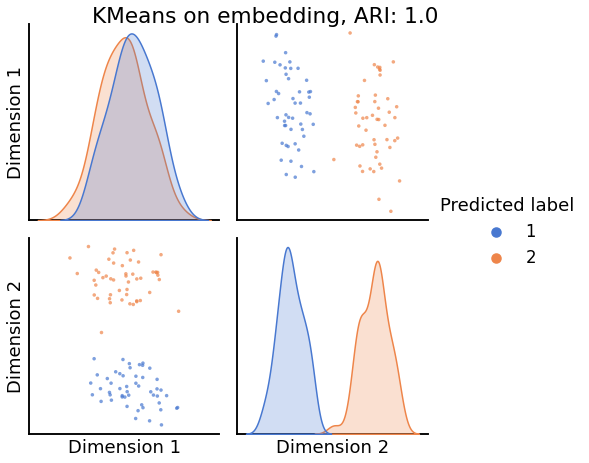 KMeans on embedding, ARI: 1.0
Dimension 1
Predicted label
1
2
Dimension 2
Dimension 1
Dimension 2